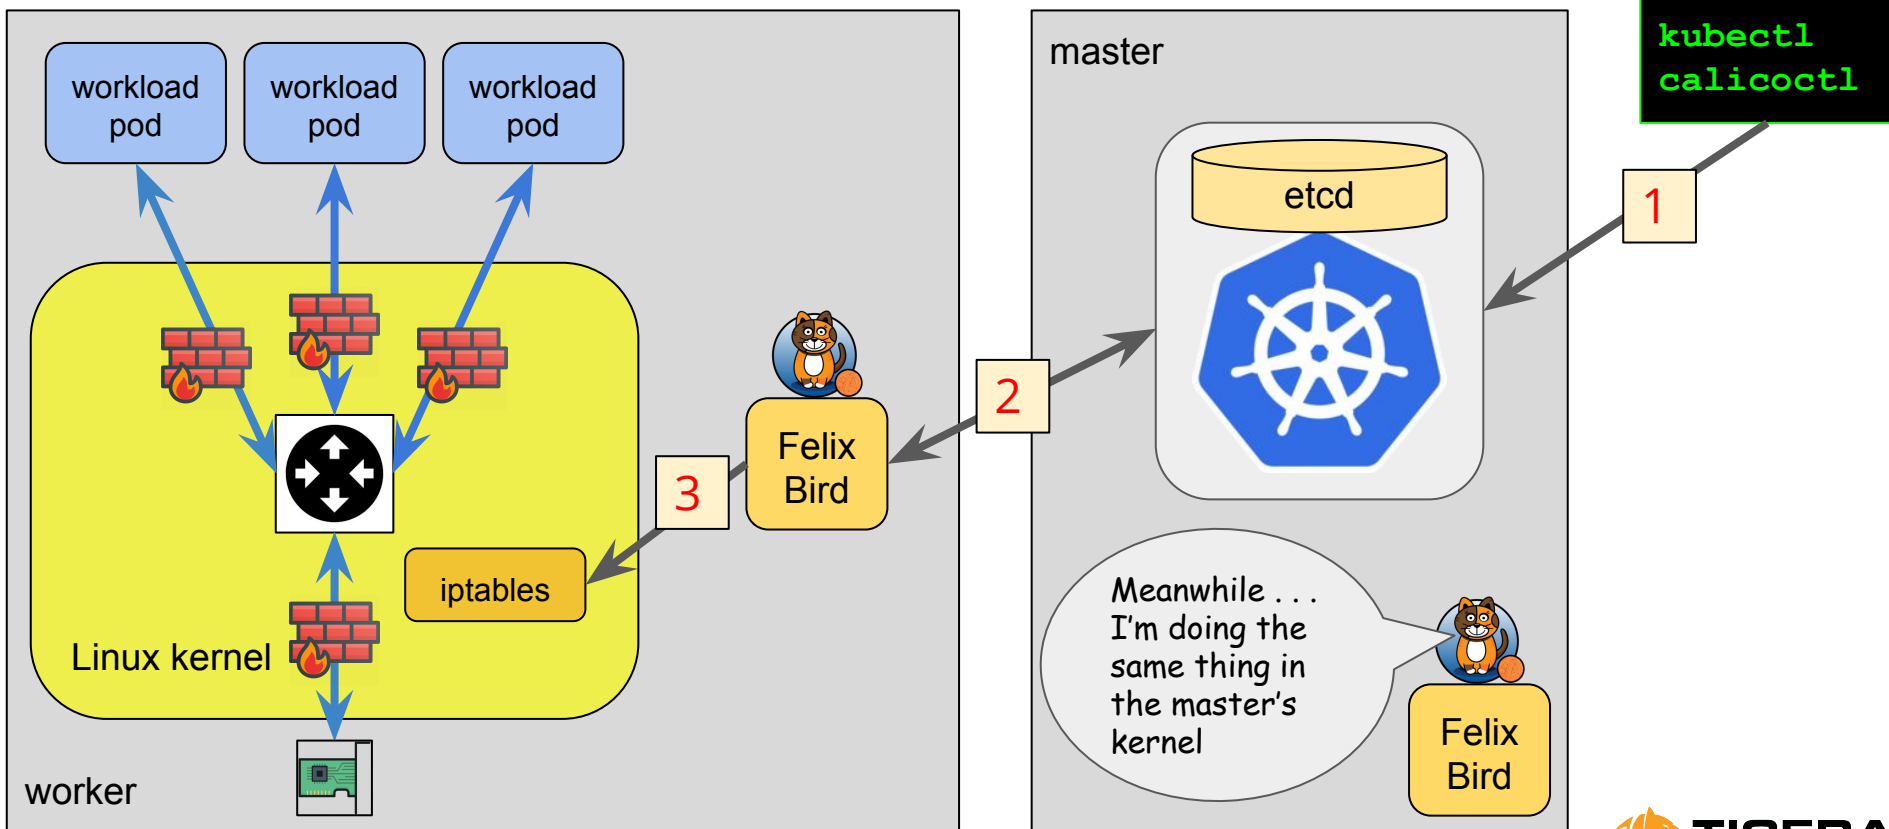 kubectl
calicoctl
master
workload
pod
workload
pod
workload
pod
etcd
1
2
3
Felix
Bird
iptables
Linux kernel
worker
Meanwhile . . .
I'm doing the
same thing in
the master's
kernel
Felix
Bird